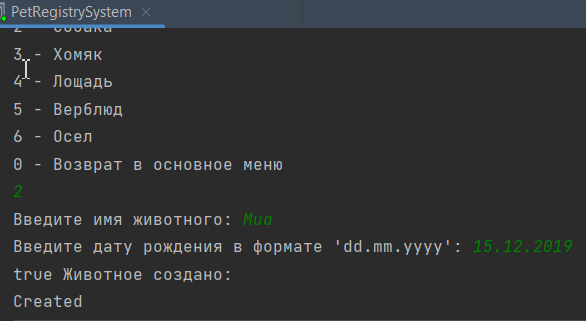 PetRegistrySystem
2 - Собака
3 - Хомяк
4 - Лощадь
5 - Верблюд
6 - Осел
0 - Возврат в основное меню
2
Введите имя животного: Миа
Введите дату рождения в формате 'dd.mm.yyyy': 15.12.2019
true Животное создано:
Created